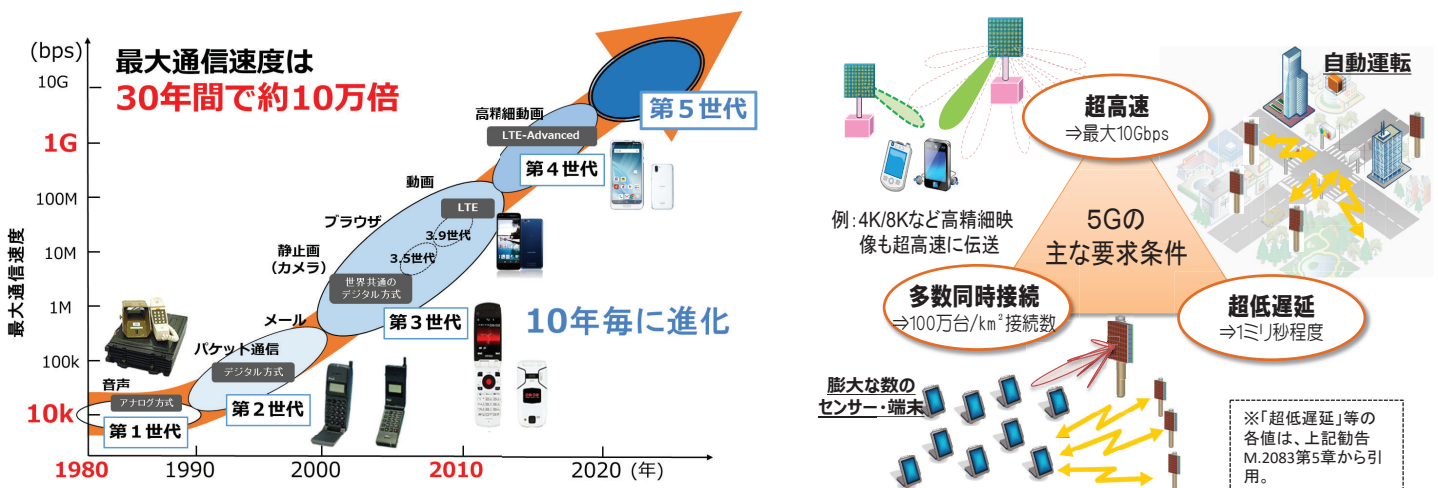 (bps)
最大通信速度は
30年間で約10万倍
10G
1G
100M
10M
1M
100k
10k
最大通信速度
1980
1990
2000
2010
2020
(年)
音声
アナログ方式
第1世代
パケット通信
メール
デジタル方式
第2世代
静止画
(カメラ)
ブラウザ
動画
世界共通の
デジタル方式
3.5世代
3.9世代
LTE
第3世代
高精細動画
LTE-Advanced
第4世代
第5世代
10年毎に進化
超高速
⇒最大10Gbps
自動運転
例:4K/8Kなど高精細映
像も超高速に伝送
5Gの
主な要求条件
多数同時接続
⇒100万台/km²接続数
超低遅延
⇒1ミリ秒程度
膨大な数の
センサー・端末
※「超低遅延」等の
各値は、上記勧告
M.2083第5章から引
用。